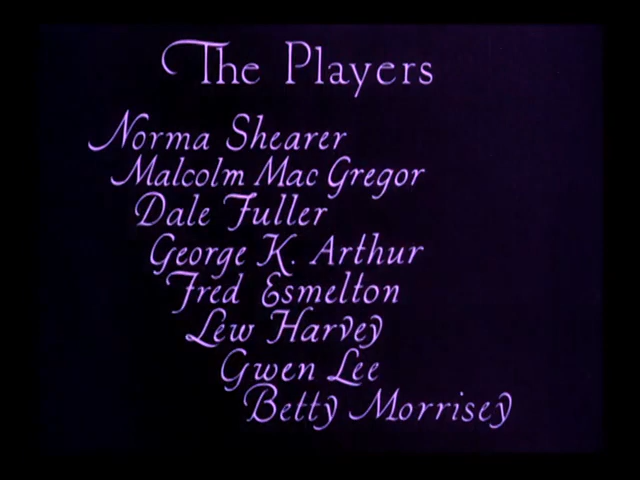 The Players
Norma Shearer
Malcolm Mac Gregor
Dale Fuller
George K. Arthur
Fred Esmelton
Lew Harvey
Gwen Lee
Betty Morrisey